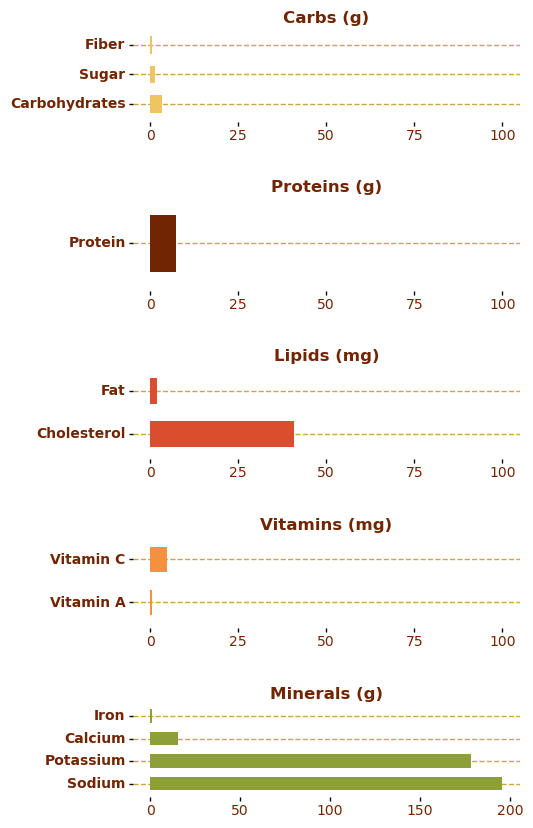 Carbs (g)
Fiber
Sugar
Carbohydrates
0 25 50 75 100
Proteins (g)
Protein
0 25 50 75 100
Lipids (mg)
Fat
Cholesterol
0 25 50 75 100
Vitamins (mg)
Vitamin C
Vitamin A
0 25 50 75 100
Minerals (g)
Iron
Calcium
Potassium
Sodium
0 50 100 150 200